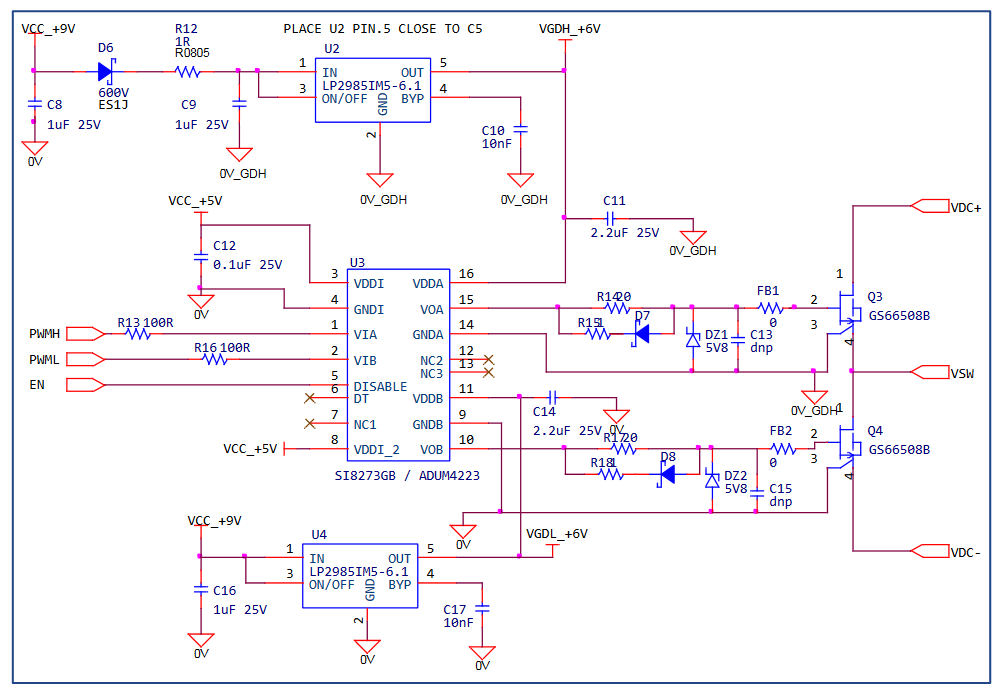 VCC_+9V
R12
1R
R0805
PLACE U2 PIN.5 CLOSE TO C5
VGDH_+6V
D6
600V
ES1J
U2
1 IN OUT 5
LP2985IM5-6.1
3 ON/OFF BYP 4
GND
2
C8
1uF 25V
C9
1uF 25V
C10
10nF
0V
0V_GDH
0V_GDH
0V_GDH
VCC_+5V
C11
2.2uF 25V
0V_GDH
VDC+
C12
0.1uF 25V
0V
U3
3 VDDI VDDA 16
4 GNDI VOA 15
1 VIA GNDA 14
2 VIB NC2 12
NC3 13
5 DISABLE
6 DT VDDB 11
7 NC1 GNDB 9
8 VDDI_2 VOB 10
SI8273GB / ADUM4223
PWMH
R13 100R
PWML
R16 100R
EN
VCC_+5V
R14 20
R15 1
D7
DZ1
5V8
C13
dnp
FB1
0
1
2
3
4
Q3
GS66508B
VSW
0V_GDH
C14
2.2uF 25V
0V
R17 20
R18 1
D8
DZ2
5V8
C15
dnp
FB2
0
1
2
3
4
Q4
GS66508B
0V
VDC-
VCC_+9V
VGDL_+6V
U4
1 IN OUT 5
LP2985IM5-6.1
3 ON/OFF BYP 4
GND
2
C16
1uF 25V
C17
10nF
0V
0V
0V